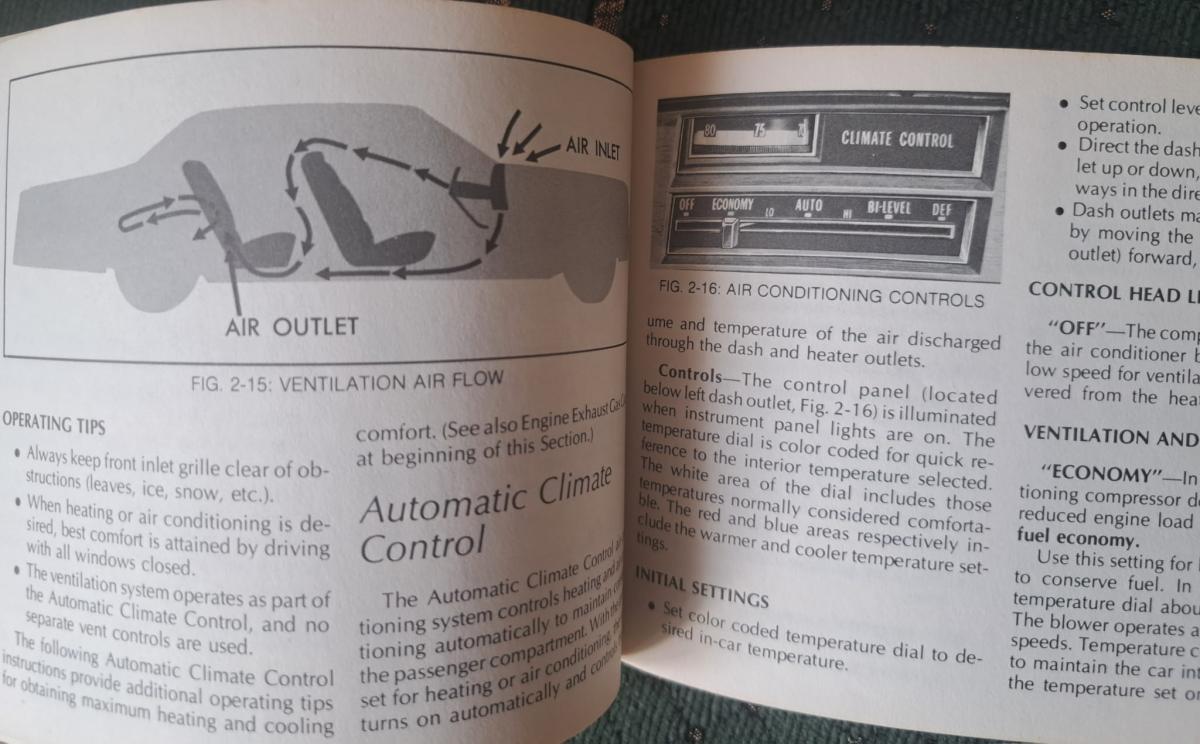 AIR INLET
AIR OUTLET
FIG. 2-15: VENTILATION AIR FLOW
OPERATING TIPS
• Always keep front inlet grille clear of ob-
structions (leaves, ice, snow, etc.).
• When heating or air conditioning is de-
sired, best comfort is attained by driving
with all windows closed.
• The ventilation system operates as part of
the Automatic Climate Control, and no
separate vent controls are used.
The following Automatic Climate Control
instructions provide additional operating tips
for obtaining maximum heating and cooling
comfort. (See also Engine Exhaust Gas
at beginning of this Section.)
Automatic Climate
Control
The Automatic Climate Control air
tioning system controls heating and
tioning automatically to maintain
the passenger compartment. With the
set for heating or air conditioning, the
turns on automatically and
80 75
CLIMATE CONTROL
OFF ECONOMY LO AUTO HI BI-LEVEL DEF
FIG. 2-16: AIR CONDITIONING CONTROLS
ume and temperature of the air discharged
through the dash and heater outlets.
Controls—The control panel (located
below left dash outlet, Fig. 2-16) is illuminated
when instrument panel lights are on. The
temperature dial is color coded for quick re-
ference to the interior temperature selected.
The white area of the dial includes those
temperatures normally considered comforta-
ble. The red and blue areas respectively in-
clude the warmer and cooler temperature set-
tings.
INITIAL SETTINGS
• Set color coded temperature dial to de-
sired in-car temperature.
• Set control leve
operation.
• Direct the dash
let up or down,
ways in the dire
• Dash outlets ma
by moving the
outlet) forward,
CONTROL HEAD LE
"OFF"—The comp
the air conditioner b
low speed for ventila
vered from the heat
VENTILATION AND
"ECONOMY"—In
tioning compressor d
reduced engine load
fuel economy.
Use this setting for
to conserve fuel. In
temperature dial abou
The blower operates a
speeds. Temperature c
to maintain the car int
the temperature set o